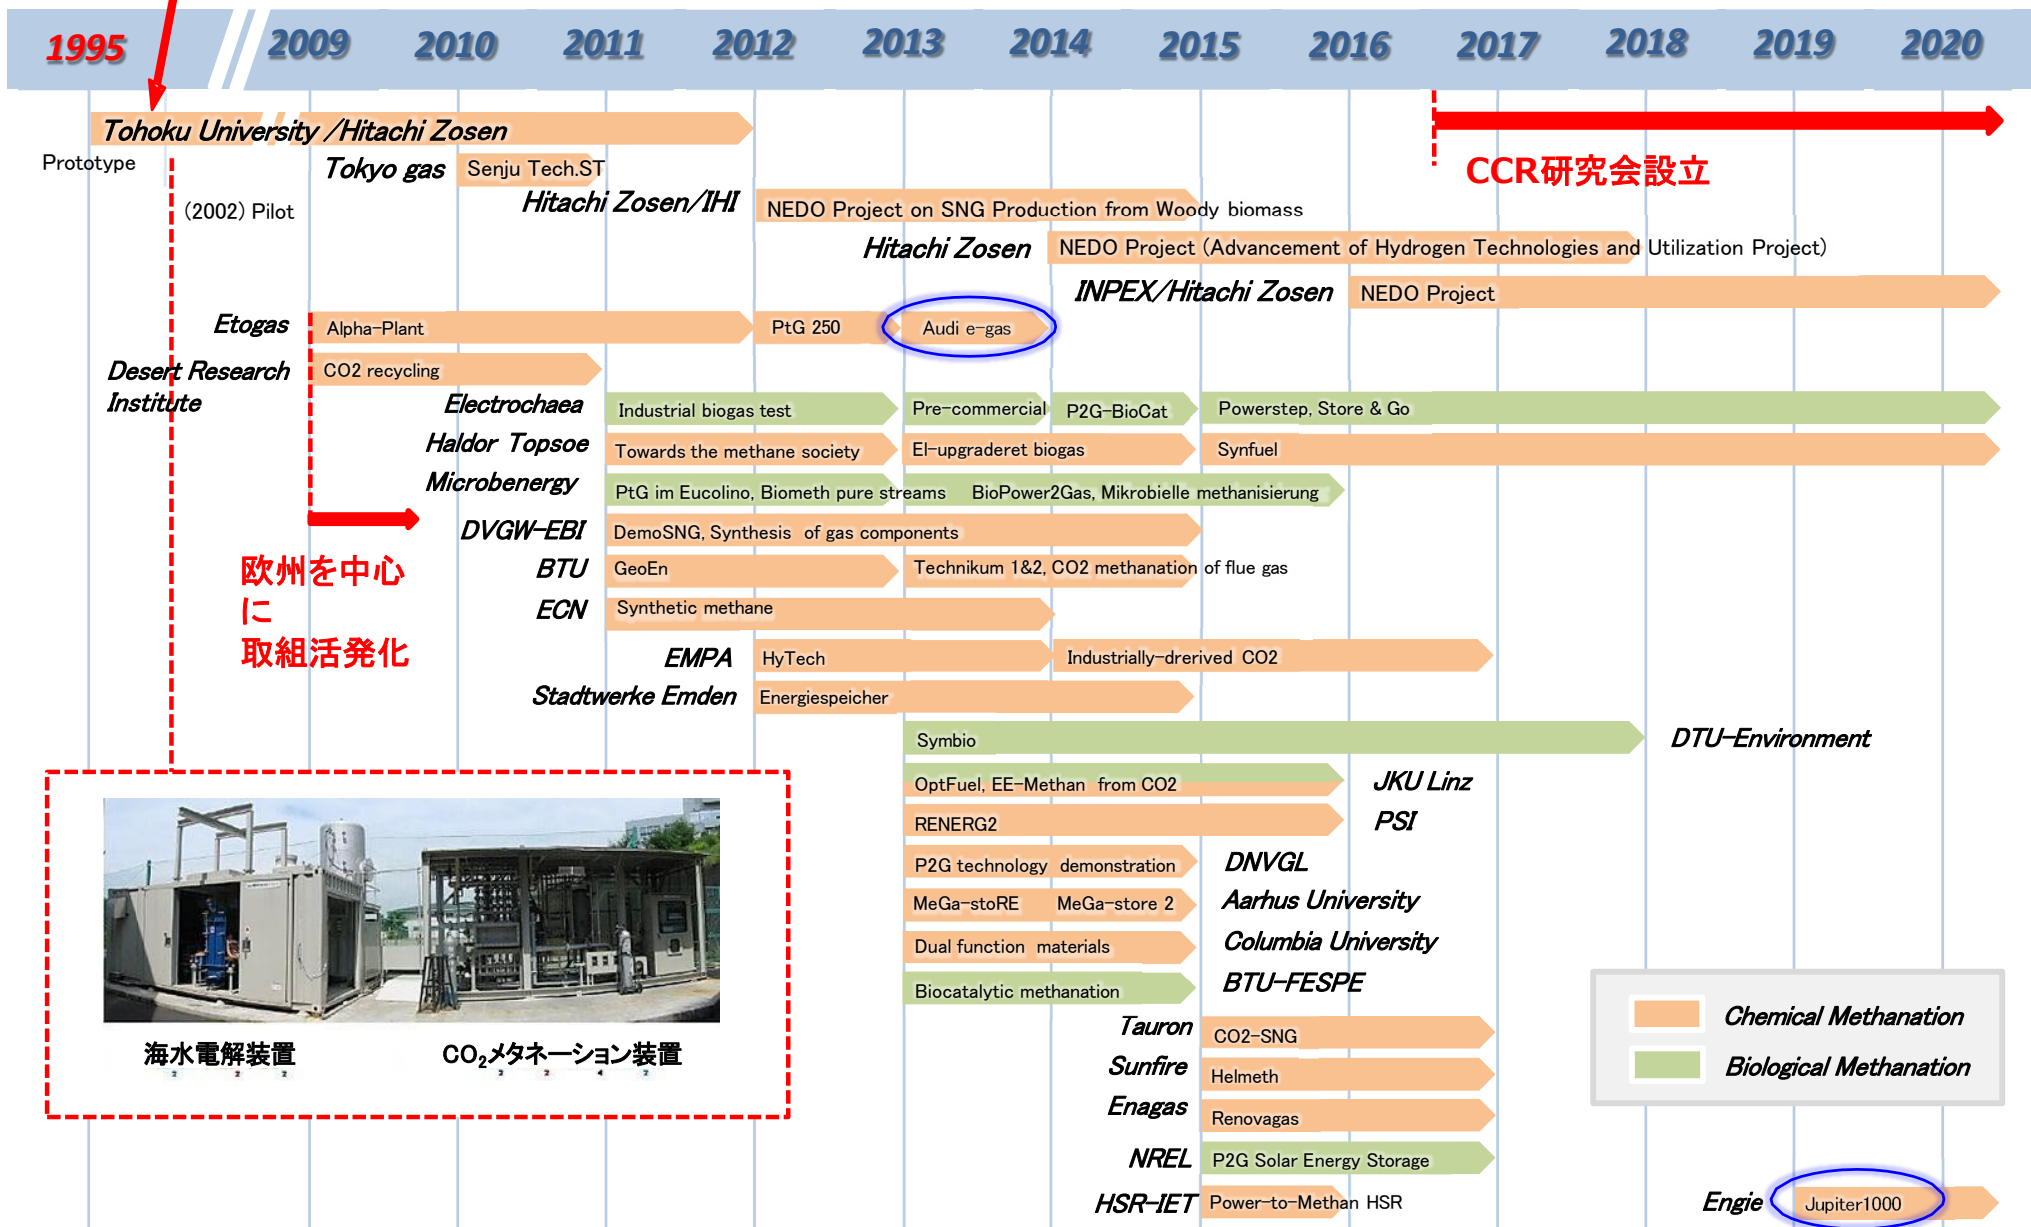 1995 2009 2010 2011 2012 2013 2014 2015 2016 2017 2018 2019 2020
Tohoku University /Hitachi Zosen
Prototype
(2002) Pilot
CCR研究会設立
Tokyo gas Senju Tech.ST
Hitachi Zosen/IHI NEDO Project on SNG Production from Woody biomass
Hitachi Zosen NEDO Project (Advancement of Hydrogen Technologies and Utilization Project)
INPEX/Hitachi Zosen NEDO Project
Etogas Alpha-Plant PtG 250 Audi e-gas
Desert Research
Institute
CO2 recycling
Electrochaea Industrial biogas test Pre-commercial P2G-BioCat Powerstep, Store & Go
Haldor Topsoe Towards the methane society El-upgraderet biogas Synfuel
Microbenergy PtG im Eucolino, Biometh pure streams BioPower2Gas, Mikrobielle methanisierung
DVGW-EBI DemoSNG, Synthesis of gas components
欧州を中心
に
取組活発化
BTU GeoEn Technikum 1&2, CO2 methanation of flue gas
ECN Synthetic methane
EMPA HyTech Industrially-drerived CO2
Stadtwerke Emden Energiespeicher
Symbio DTU-Environment
OptFuel, EE-Methan from CO2 JKU Linz
RENERG2 PSI
P2G technology demonstration DNVGL
MeGa-stoRE MeGa-store 2 Aarhus University
Dual function materials Columbia University
Biocatalytic methanation BTU-FESPE
海水電解装置 CO₂メタネーション装置
Tauron CO2-SNG
Sunfire Helmeth
Enagas Renovagas
NREL P2G Solar Energy Storage
HSR-IET Power-to-Methan HSR
Engie Jupiter1000
Chemical Methanation
Biological Methanation